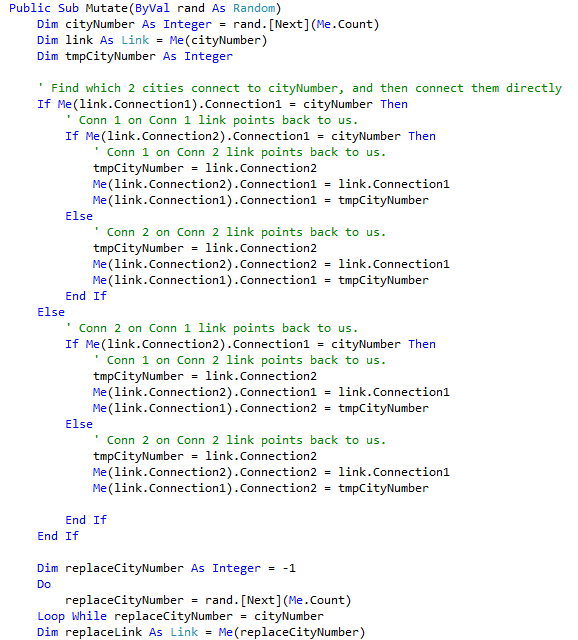 Public Sub Mutate(ByVal rand As Random)
    Dim cityNumber As Integer = rand.[Next](Me.Count)
    Dim link As Link = Me(cityNumber)
    Dim tmpCityNumber As Integer

    ' Find which 2 cities connect to cityNumber, and then connect them directly
    If Me(link.Connection1).Connection1 = cityNumber Then
        ' Conn 1 on Conn 1 link points back to us.
        If Me(link.Connection2).Connection1 = cityNumber Then
            ' Conn 1 on Conn 2 link points back to us.
            tmpCityNumber = link.Connection2
            Me(link.Connection2).Connection1 = link.Connection1
            Me(link.Connection1).Connection1 = tmpCityNumber
        Else
            ' Conn 2 on Conn 2 link points back to us.
            tmpCityNumber = link.Connection2
            Me(link.Connection2).Connection2 = link.Connection1
            Me(link.Connection1).Connection1 = tmpCityNumber
        End If
    Else
        ' Conn 2 on Conn 1 link points back to us.
        If Me(link.Connection2).Connection1 = cityNumber Then
            ' Conn 1 on Conn 2 link points back to us.
            tmpCityNumber = link.Connection2
            Me(link.Connection2).Connection1 = link.Connection1
            Me(link.Connection1).Connection2 = tmpCityNumber
        Else
            ' Conn 2 on Conn 2 link points back to us.
            tmpCityNumber = link.Connection2
            Me(link.Connection2).Connection2 = link.Connection1
            Me(link.Connection1).Connection2 = tmpCityNumber

        End If
    End If

    Dim replaceCityNumber As Integer = -1
    Do
        replaceCityNumber = rand.[Next](Me.Count)
    Loop While replaceCityNumber = cityNumber
    Dim replaceLink As Link = Me(replaceCityNumber)